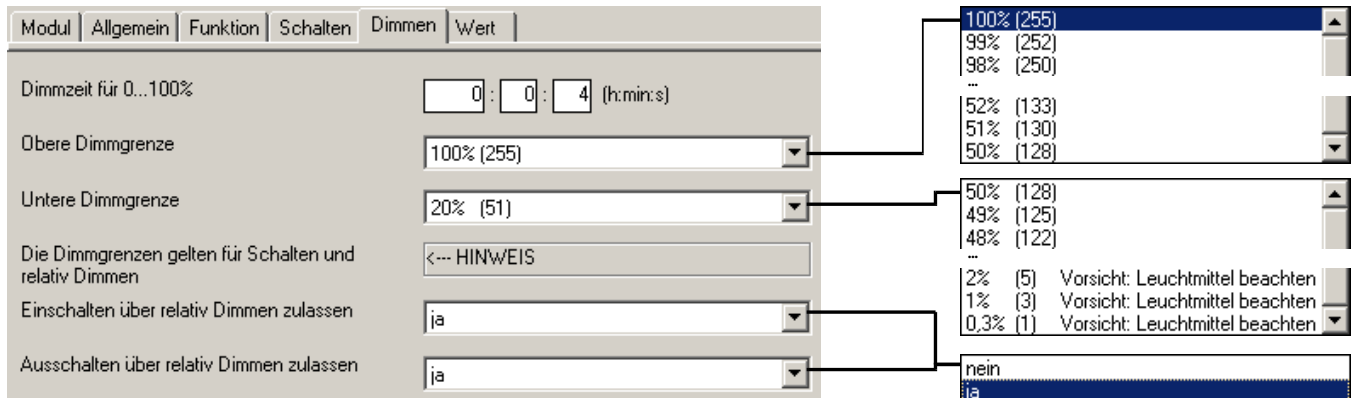 Modul Allgemein Funktion Schalten Dimmen Wert
Dimmzeit für 0...100%
0 : 0 : 4 (h:min:s)
Obere Dimmgrenze
100% (255)
Untere Dimmgrenze
20% (51)
Die Dimmgrenzen gelten für Schalten und
relativ Dimmen
<--- HINWEIS
Einschalten über relativ Dimmen zulassen
ja
Ausschalten über relativ Dimmen zulassen
ja
100% (255)
99% (252)
98% (250)
...
52% (133)
51% (130)
50% (128)
50% (128)
49% (125)
48% (122)
...
2% (5) Vorsicht: Leuchtmittel beachten
1% (3) Vorsicht: Leuchtmittel beachten
0,3% (1) Vorsicht: Leuchtmittel beachten
nein
ja